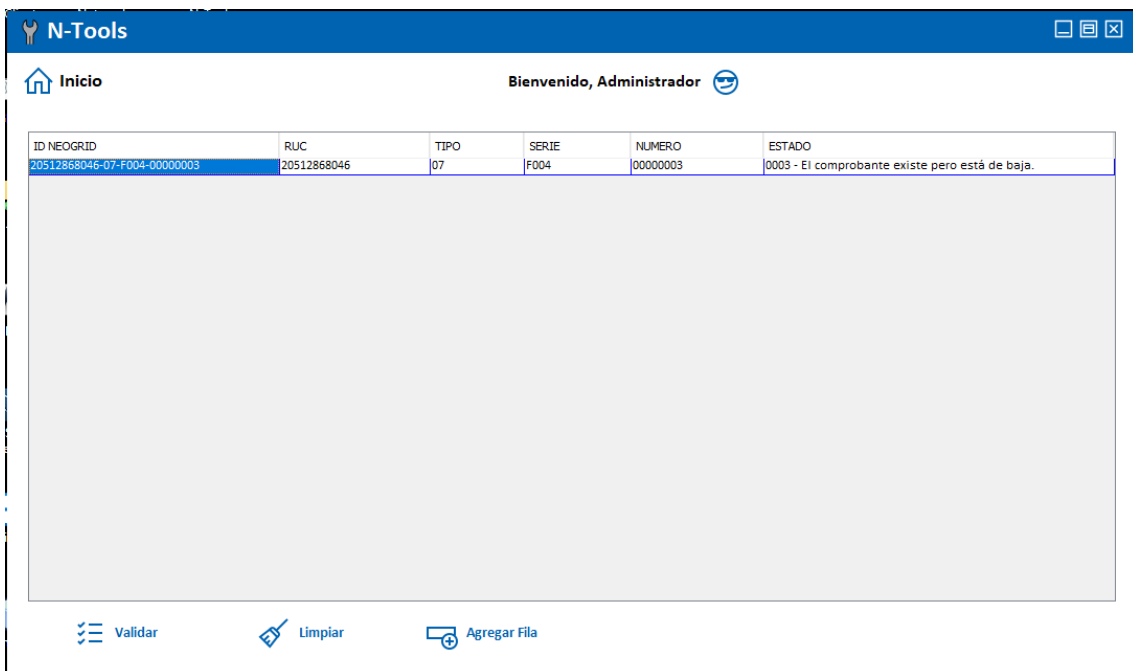 N-Tools
Inicio
Bienvenido, Administrador
ID NEOGRID RUC TIPO SERIE NUMERO ESTADO
20512868046-07-F004-00000003 20512868046 07 F004 00000003 0003 - El comprobante existe pero está de baja.
Validar Limpiar Agregar Fila